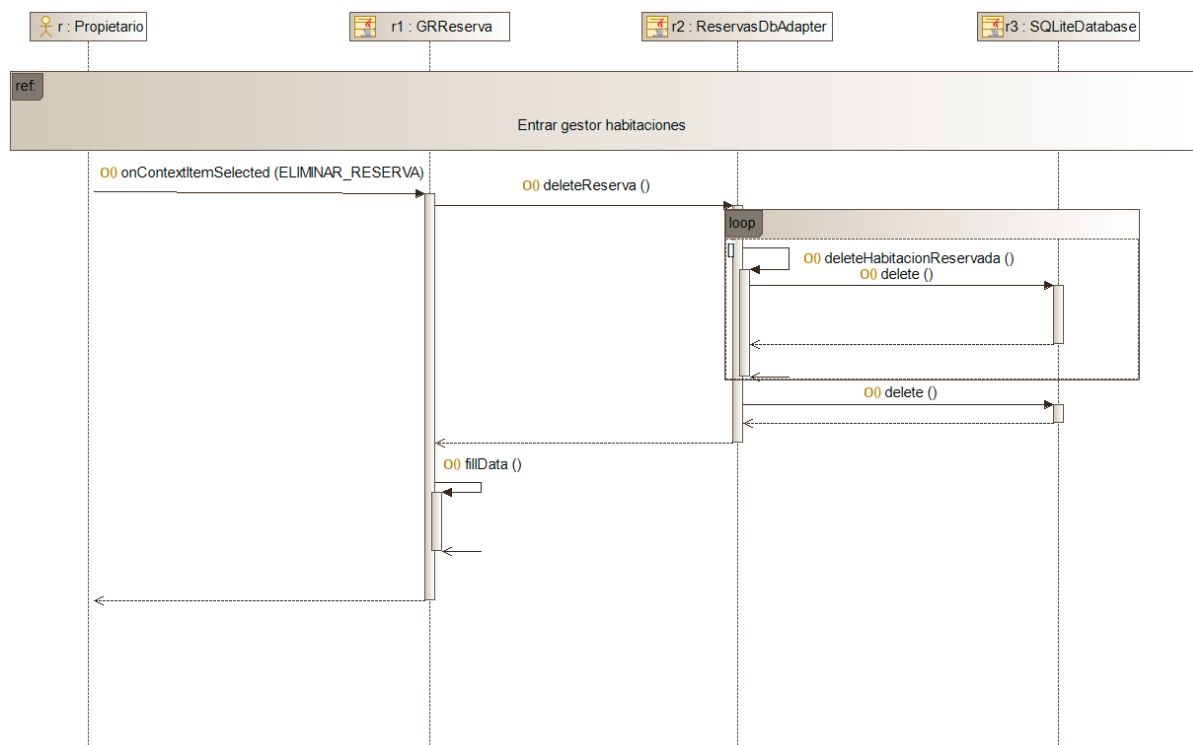 r : Propietario
r1 : GRReserva
r2 : ReservasDbAdapter
r3 : SQLiteDatabase
ref:
Entrar gestor habitaciones
O() onContextItemSelected (ELIMINAR_RESERVA)
O() deleteReserva ()
loop
[]
O() deleteHabitacionReservada ()
O() delete ()
O() delete ()
O() fillData ()